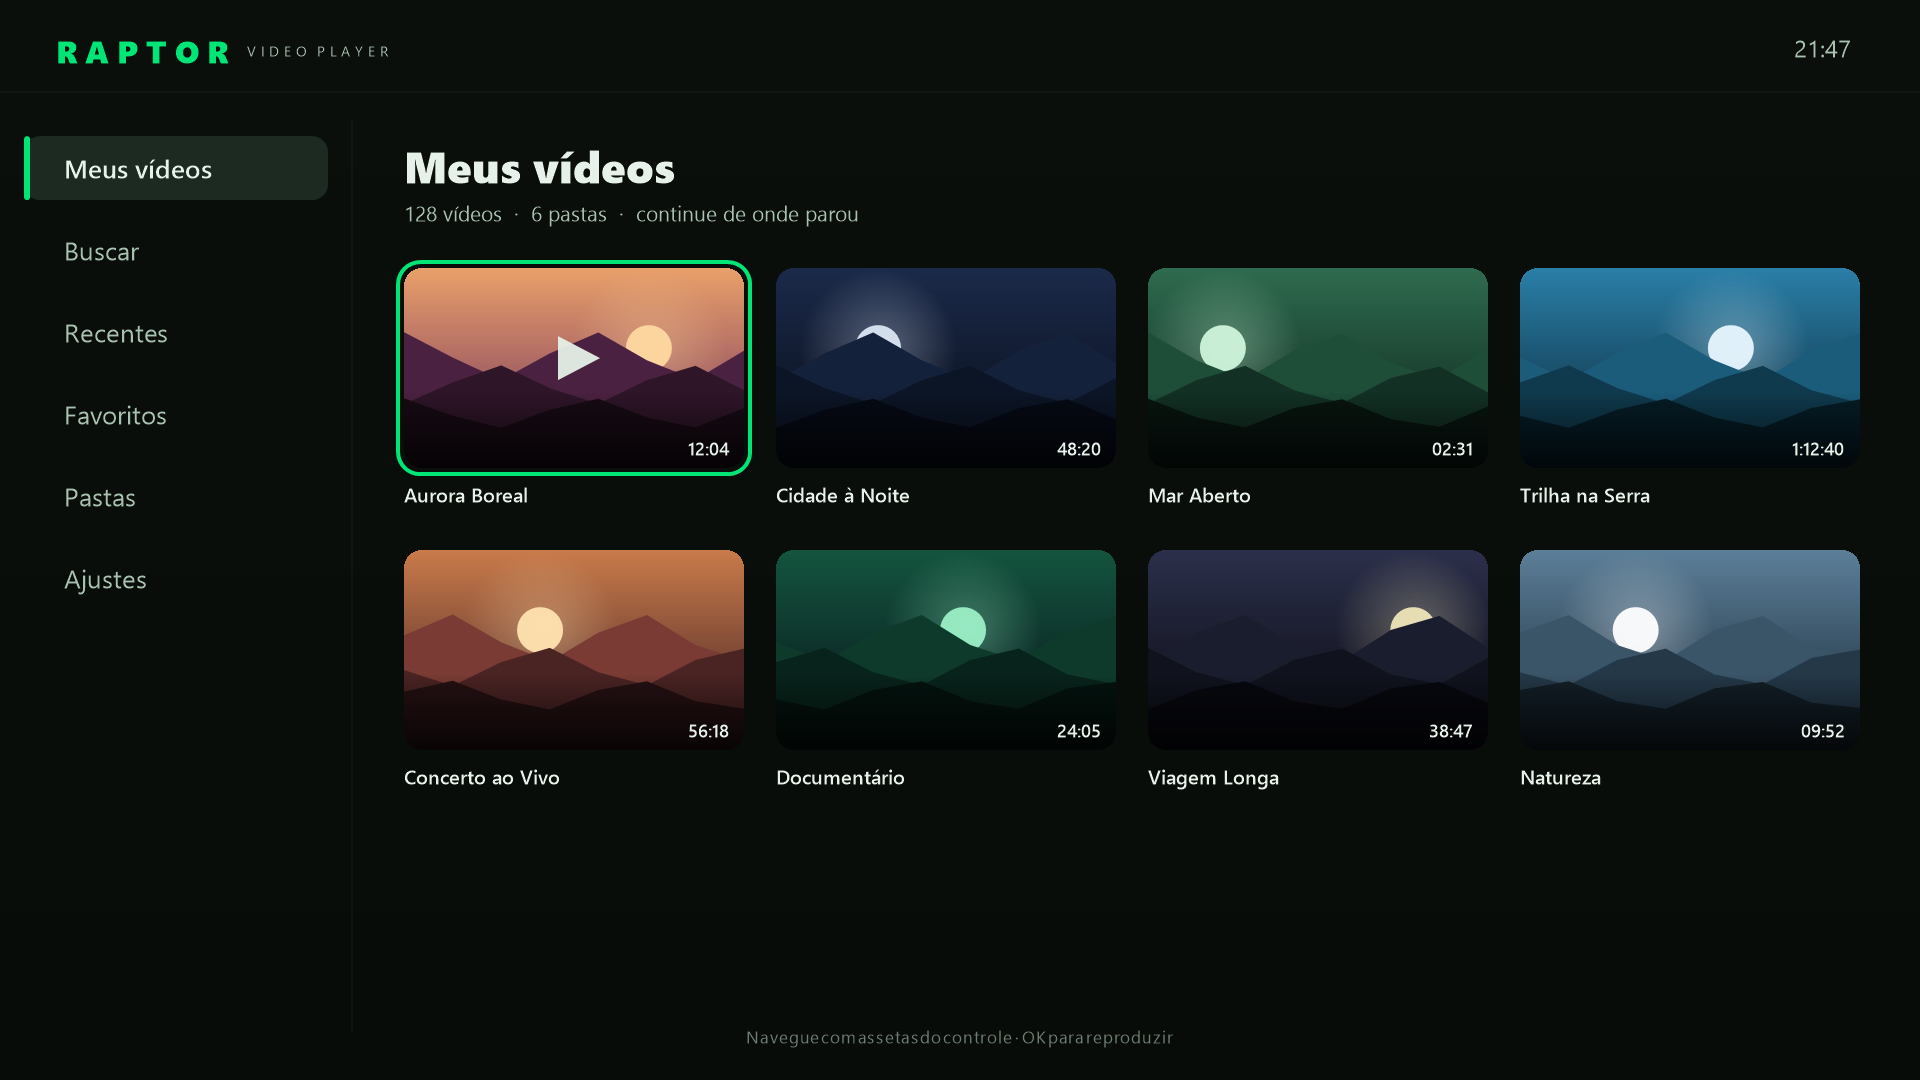 RAPTOR VIDEO PLAYER
21:47
Meus vídeos
Buscar
Recentes
Favoritos
Pastas
Ajustes
Meus vídeos
128 vídeos · 6 pastas · continue de onde parou
12:04
48:20
02:31
1:12:40
Aurora Boreal
Cidade à Noite
Mar Aberto
Trilha na Serra
56:18
24:05
38:47
09:52
Concerto ao Vivo
Documentário
Viagem Longa
Natureza
Naveguecomassetasdocontrole·OKparareproduzir